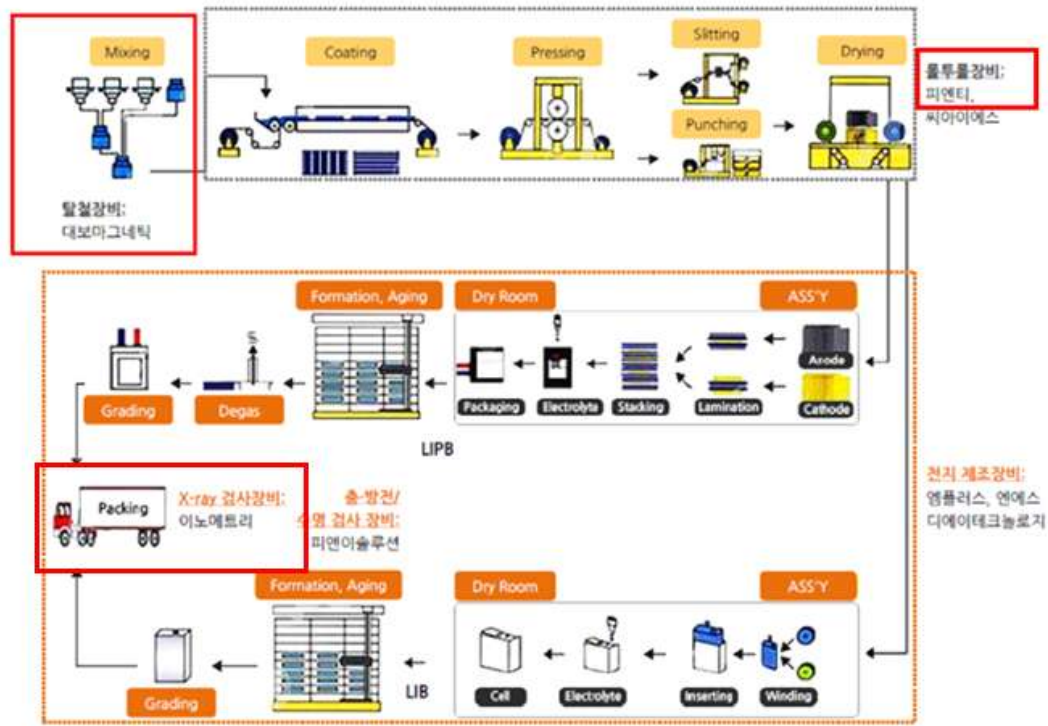 Mixing
Coating
Pressing
Slitting
Drying
Punching
롤투롤장비:
피엔티,
씨아이에스
탈철장비:
대보마그네틱
Formation, Aging
Dry Room
ASS'Y
Anode
Grading
Degas
Packaging
Electrolyte
Stacking
Lamination
Cathode
LIPB
Packing
X-ray 검사장비:
이노메트리
충·방전/
수명 검사 장비:
피앤이솔루션
전지 제조장비:
엠플러스, 엔에스
디에이테크놀로지
Formation, Aging
Dry Room
ASS'Y
LIB
Grading
Cell
Electrolyte
Inserting
Winding